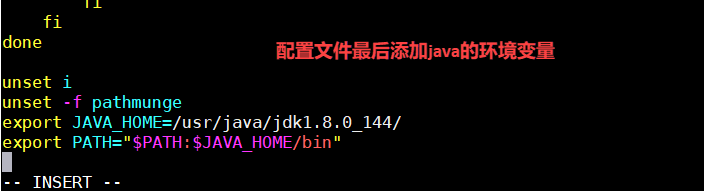 fi
fi
done
配置文件最后添加java的环境变量
unset i
unset -f pathmunge
export JAVA_HOME=/usr/java/jdk1.8.0_144/
export PATH="$PATH:$JAVA_HOME/bin"
-- INSERT --